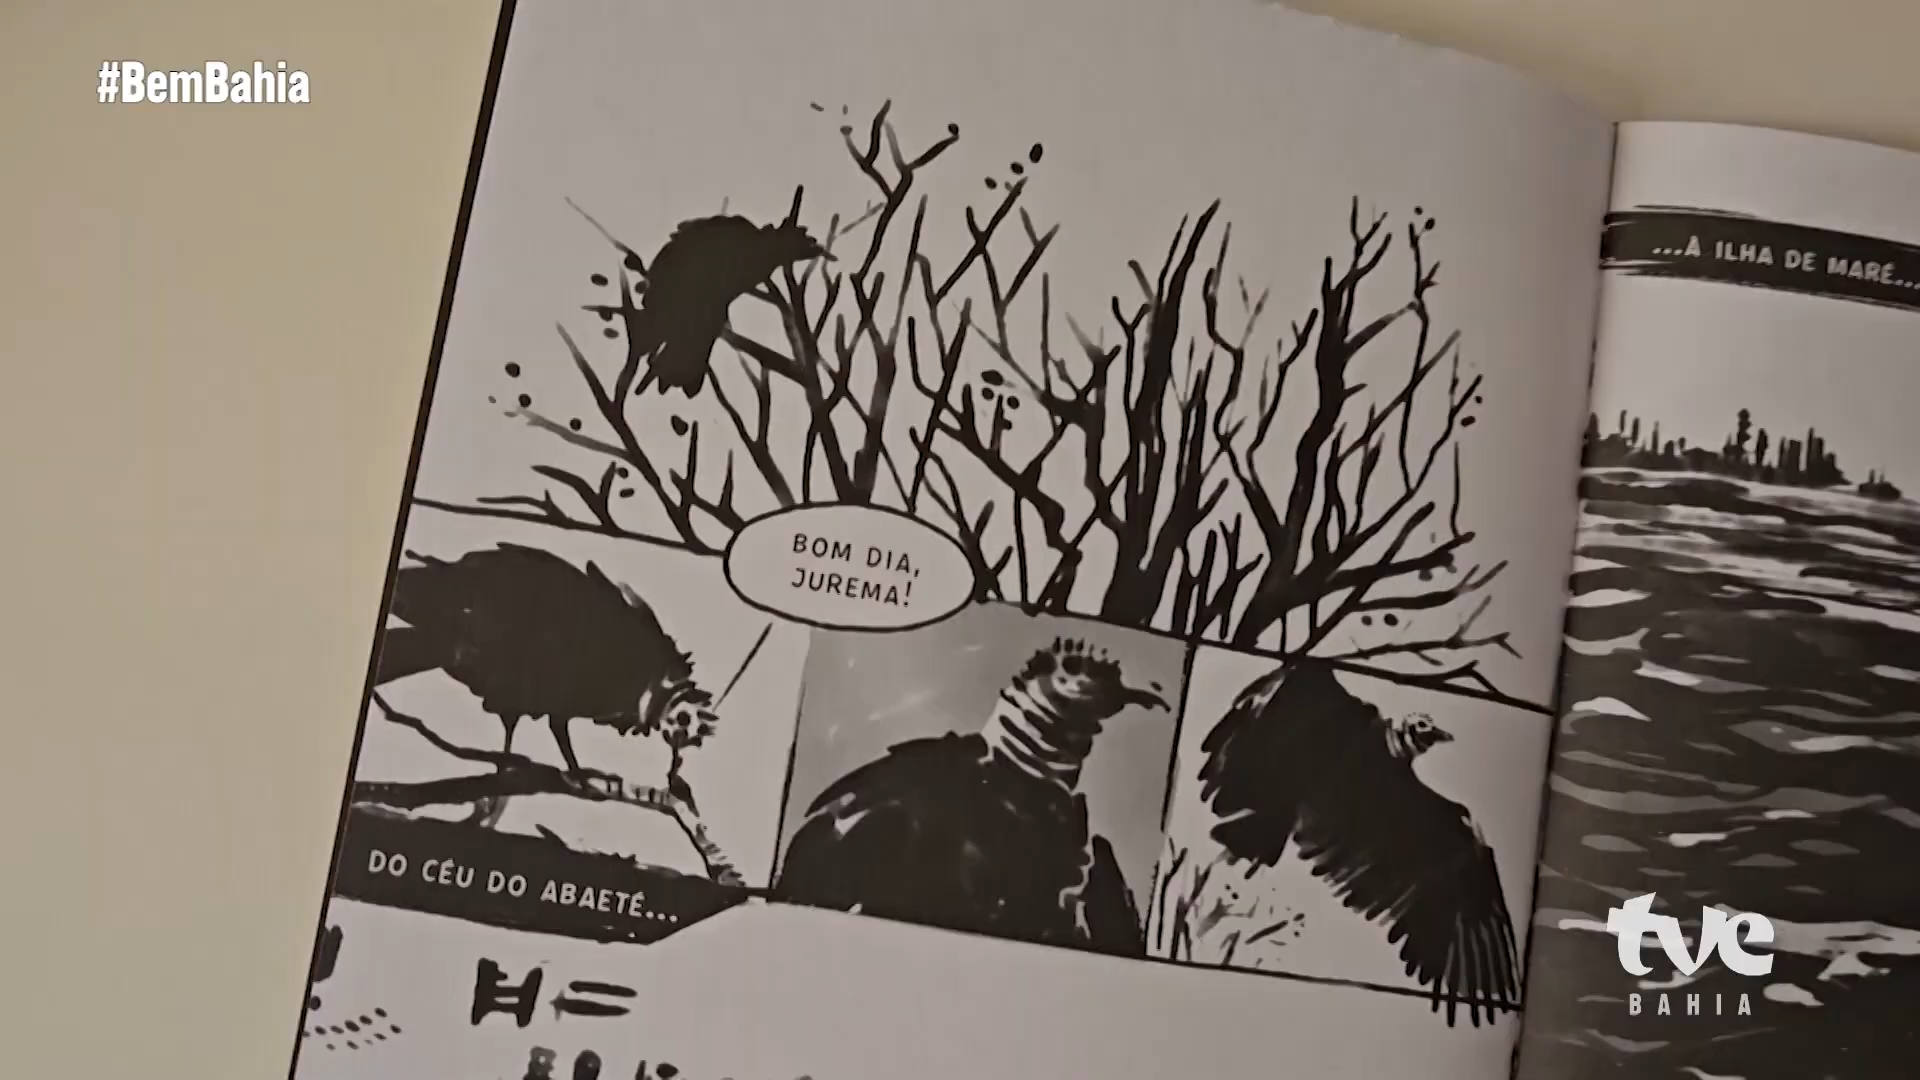 #BemBahia
BOM DIA,
JUREMA!
DO CÉU DO ABAETÉ...
...À ILHA DE MARÉ...
tve
BAHIA